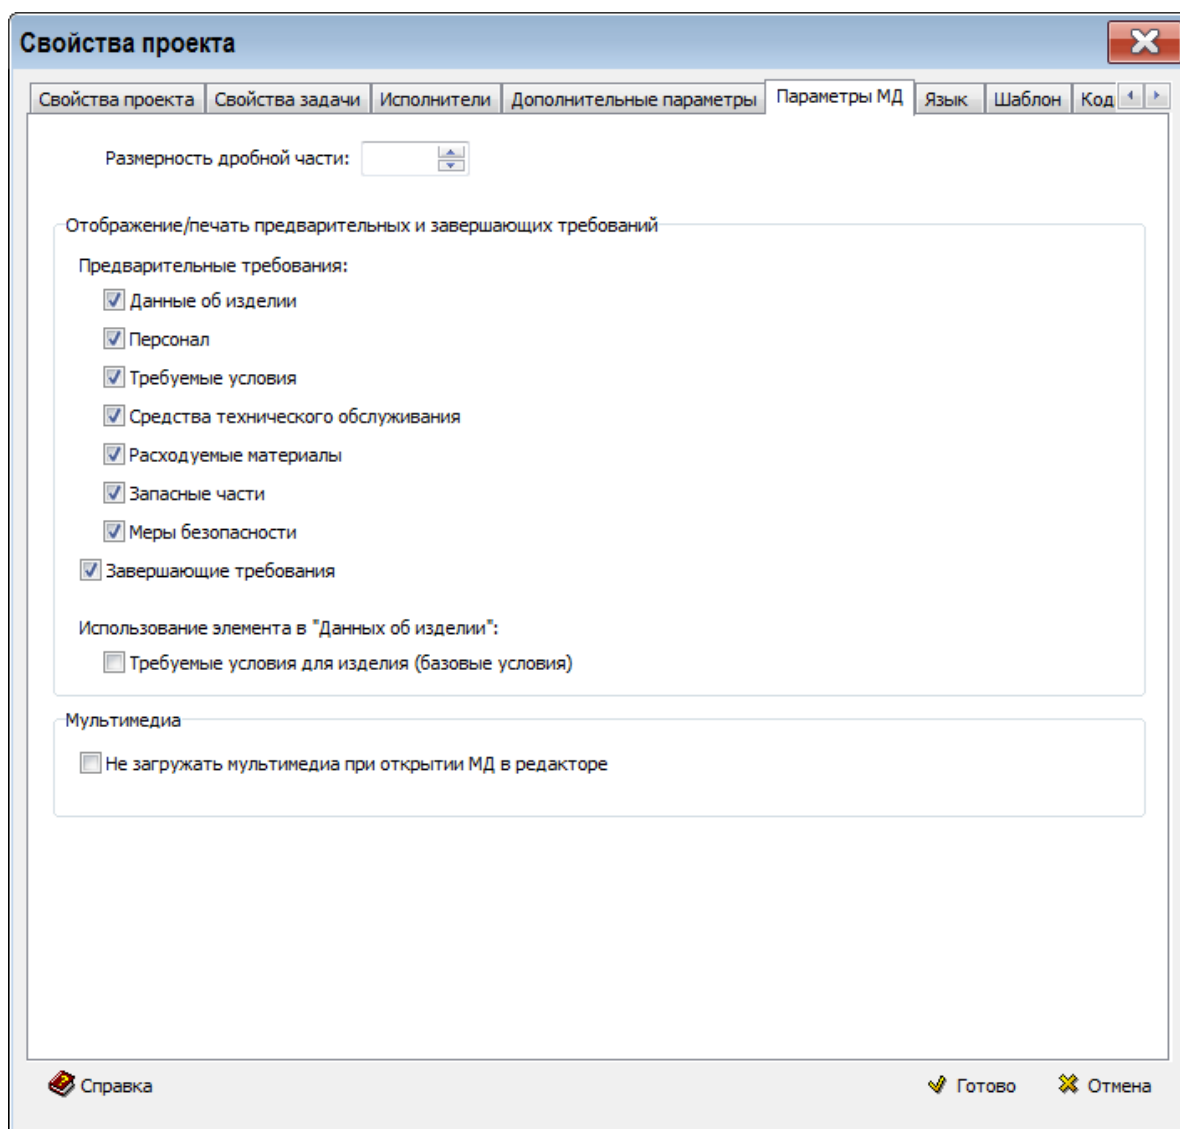 Свойства проекта
Свойства проекта Свойства задачи Исполнители Дополнительные параметры Параметры МД Язык Шаблон Код
Размерность дробной части:
Отображение/печать предварительных и завершающих требований
Предварительные требования:
Данные об изделии
Персонал
Требуемые условия
Средства технического обслуживания
Расходуемые материалы
Запасные части
Меры безопасности
Завершающие требования
Использование элемента в "Данных об изделии":
Требуемые условия для изделия (базовые условия)
Мультимедиа
Не загружать мультимедиа при открытии МД в редакторе
Справка Готово Отмена